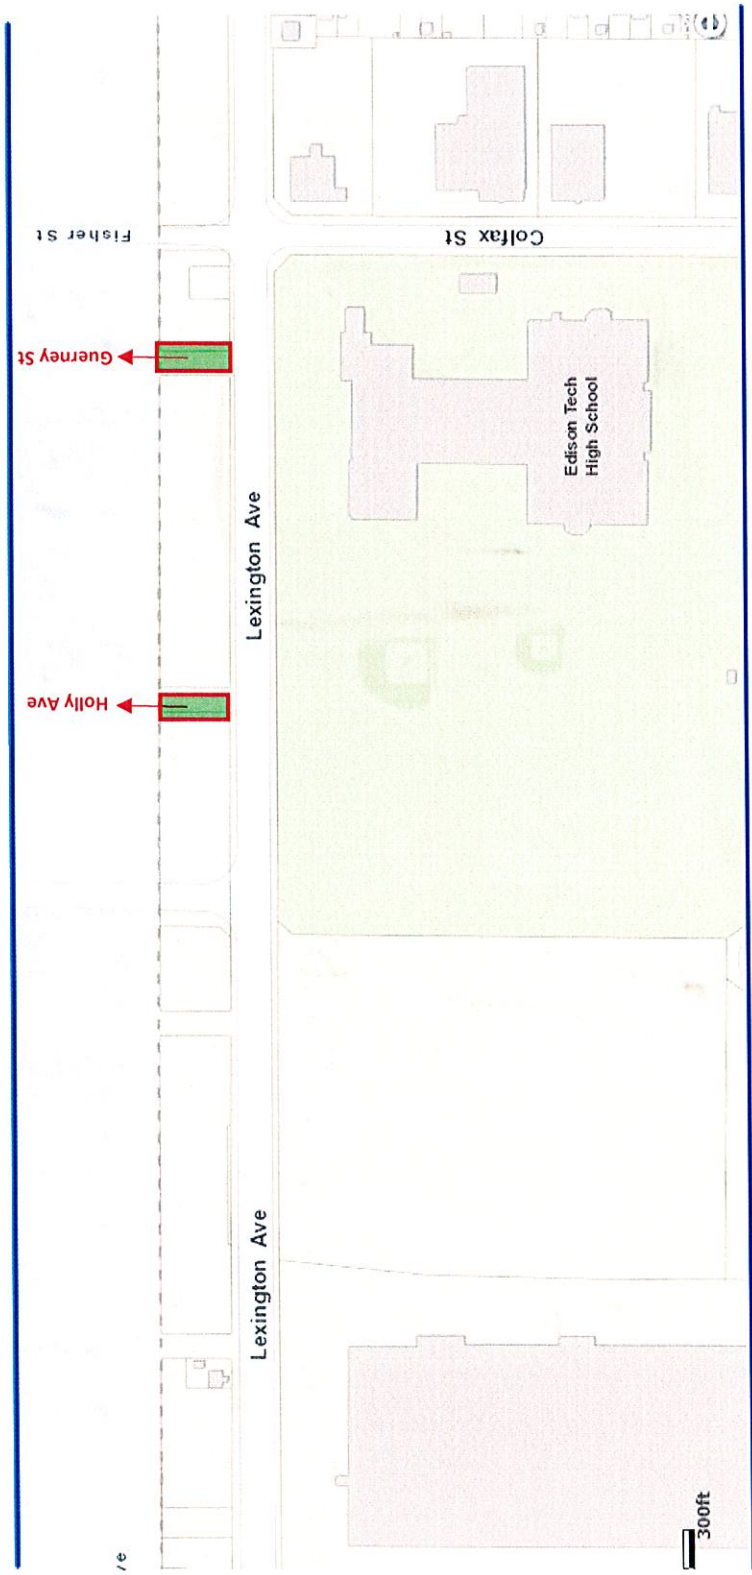 Fisher St
Colfax St
Guerney St
Lexington Ave
Edison Tech
High School
Holly Ave
Lexington Ave
300ft